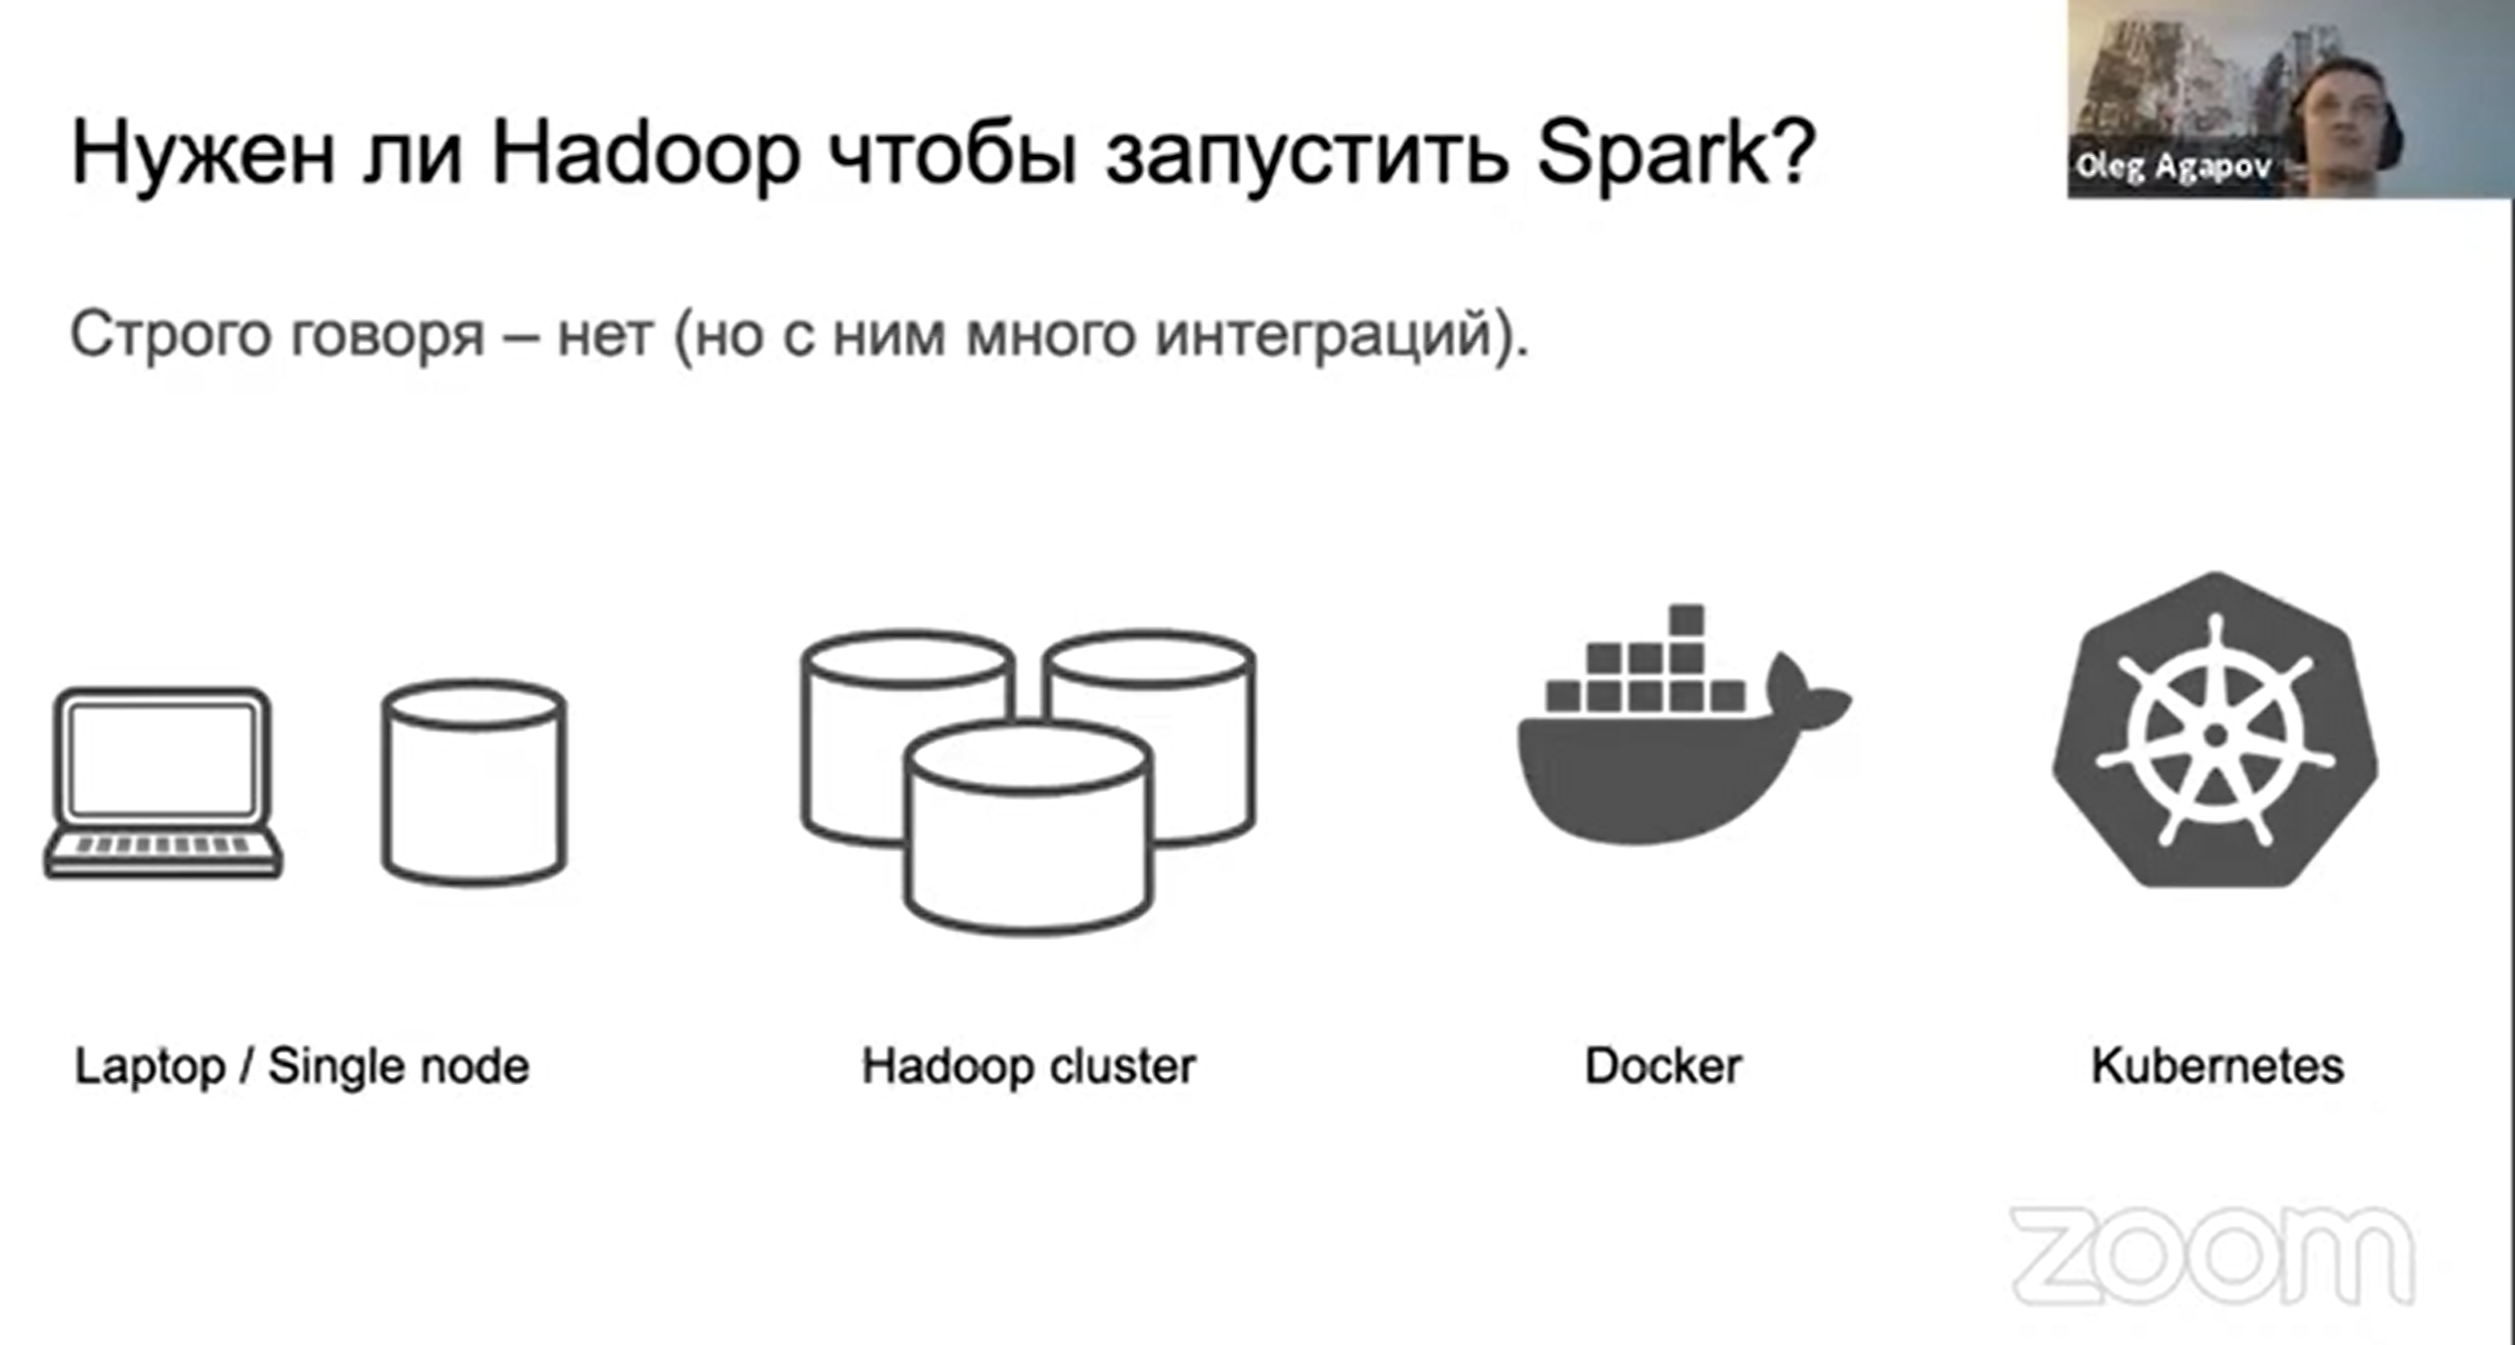 Нужен ли Hadoop чтобы запустить Spark?
Oleg Agapov
Строго говоря – нет (но с ним много интеграций).
Laptop / Single node
Hadoop cluster
Docker
Kubernetes
zoom